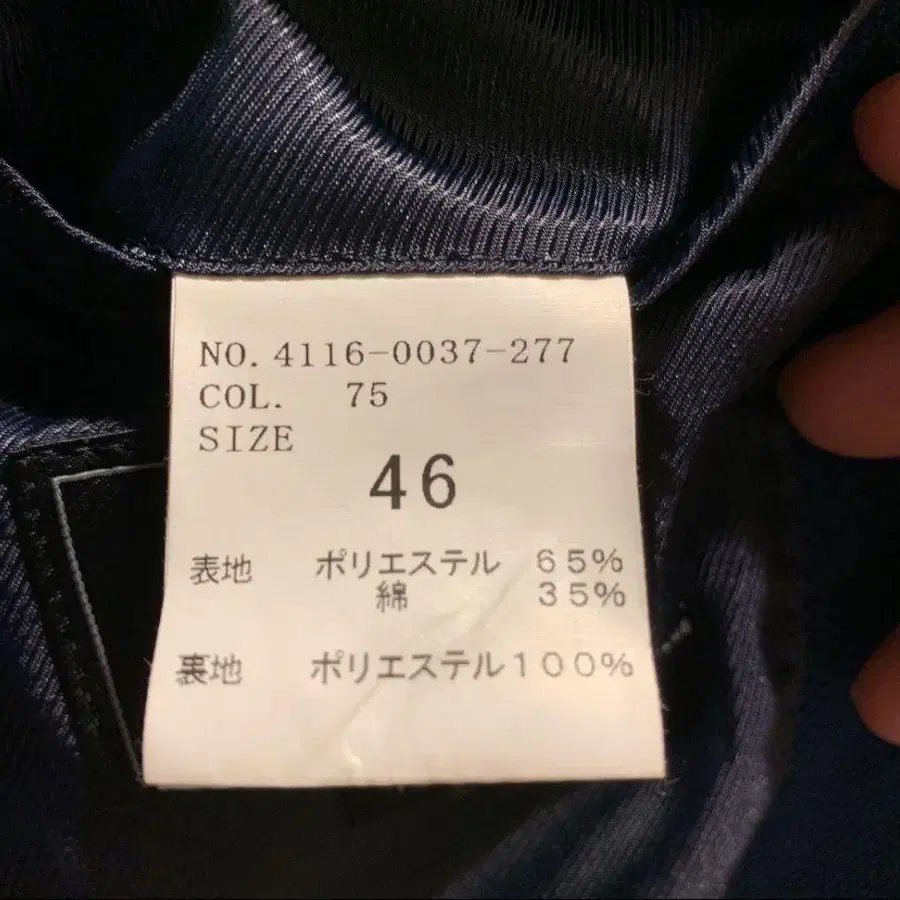 NO. 4116-0037-277
COL. 75
SIZE
46
表地 ポリエステル 65%
綿 35%
裏地 ポリエステル100%